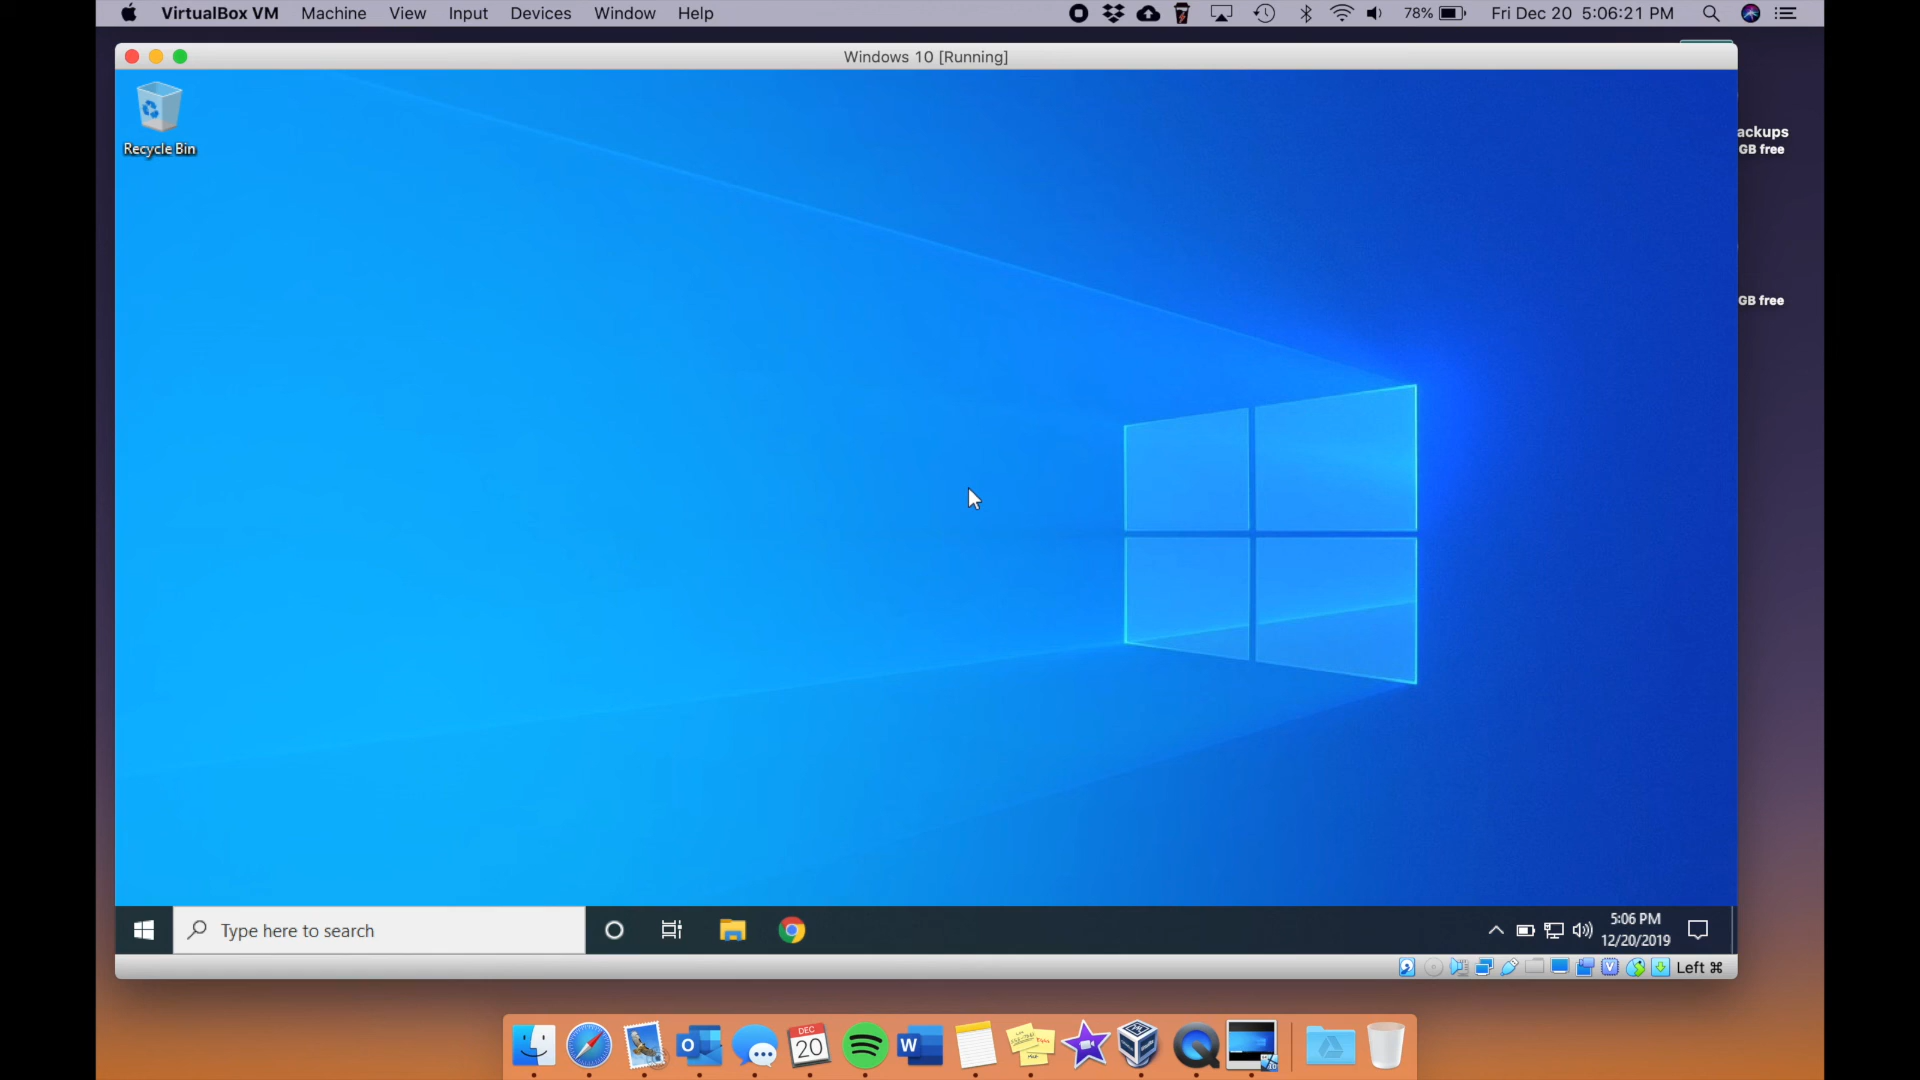 VirtualBox VM Machine View Input Devices Window Help 78% Fri Dec 20 5:06:21 PM
Windows 10 [Running]
Recycle Bin
ackups
GB free
GB free
Type here to search
5:06 PM
12/20/2019
Left ⌘
DEC
20